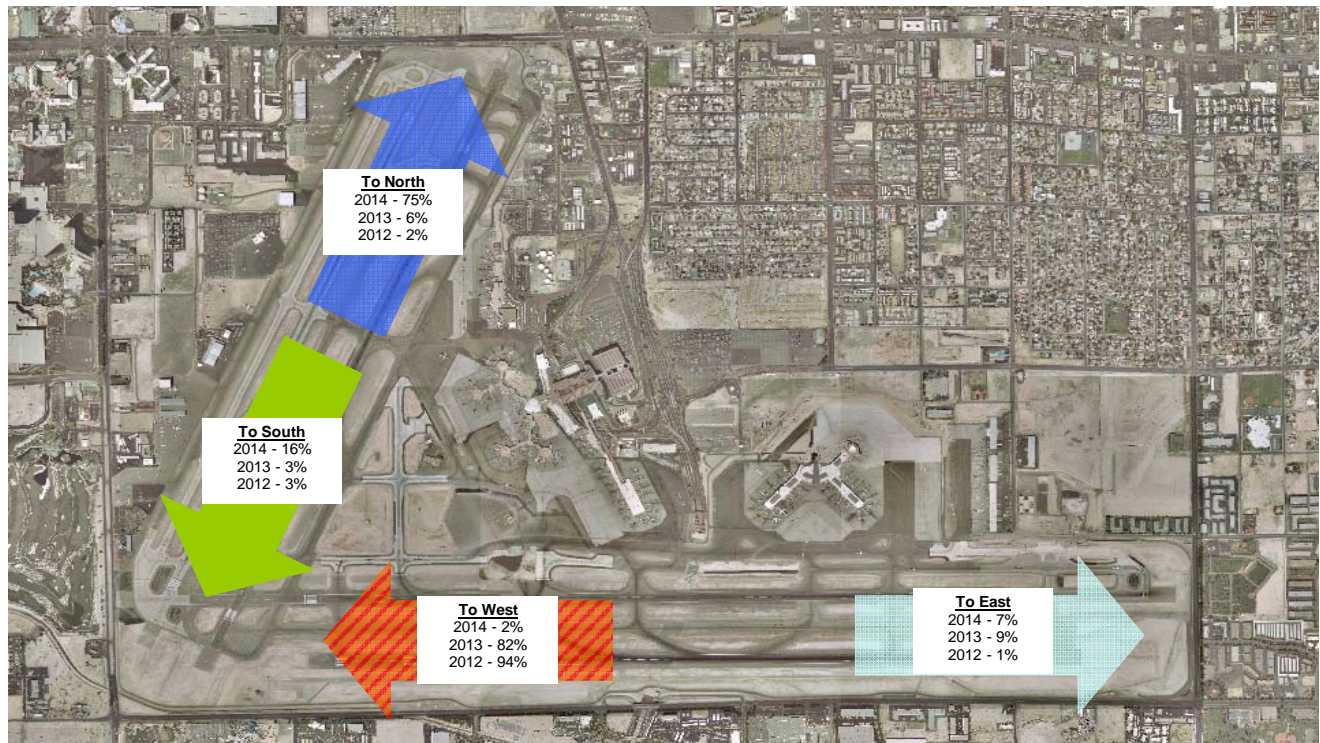 To North
2014 - 75%
2013 - 6%
2012 - 2%
To South
2014 - 16%
2013 - 3%
2012 - 3%
To West
2014 - 2%
2013 - 82%
2012 - 94%
To East
2014 - 7%
2013 - 9%
2012 - 1%